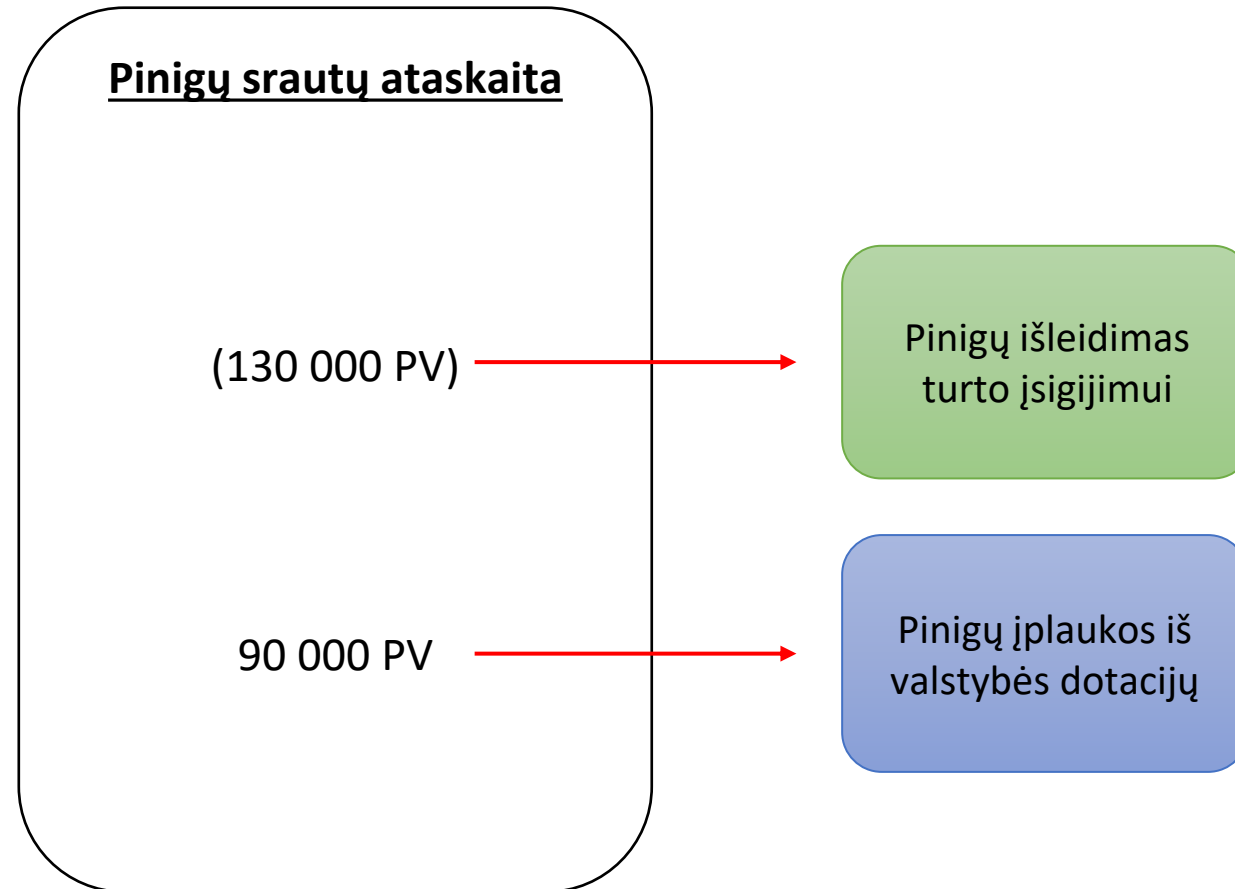 Pinigų srautų ataskaita
(130 000 PV)
Pinigų išleidimas
turto įsigijimui
90 000 PV
Pinigų įplaukos iš
valstybės dotacijų